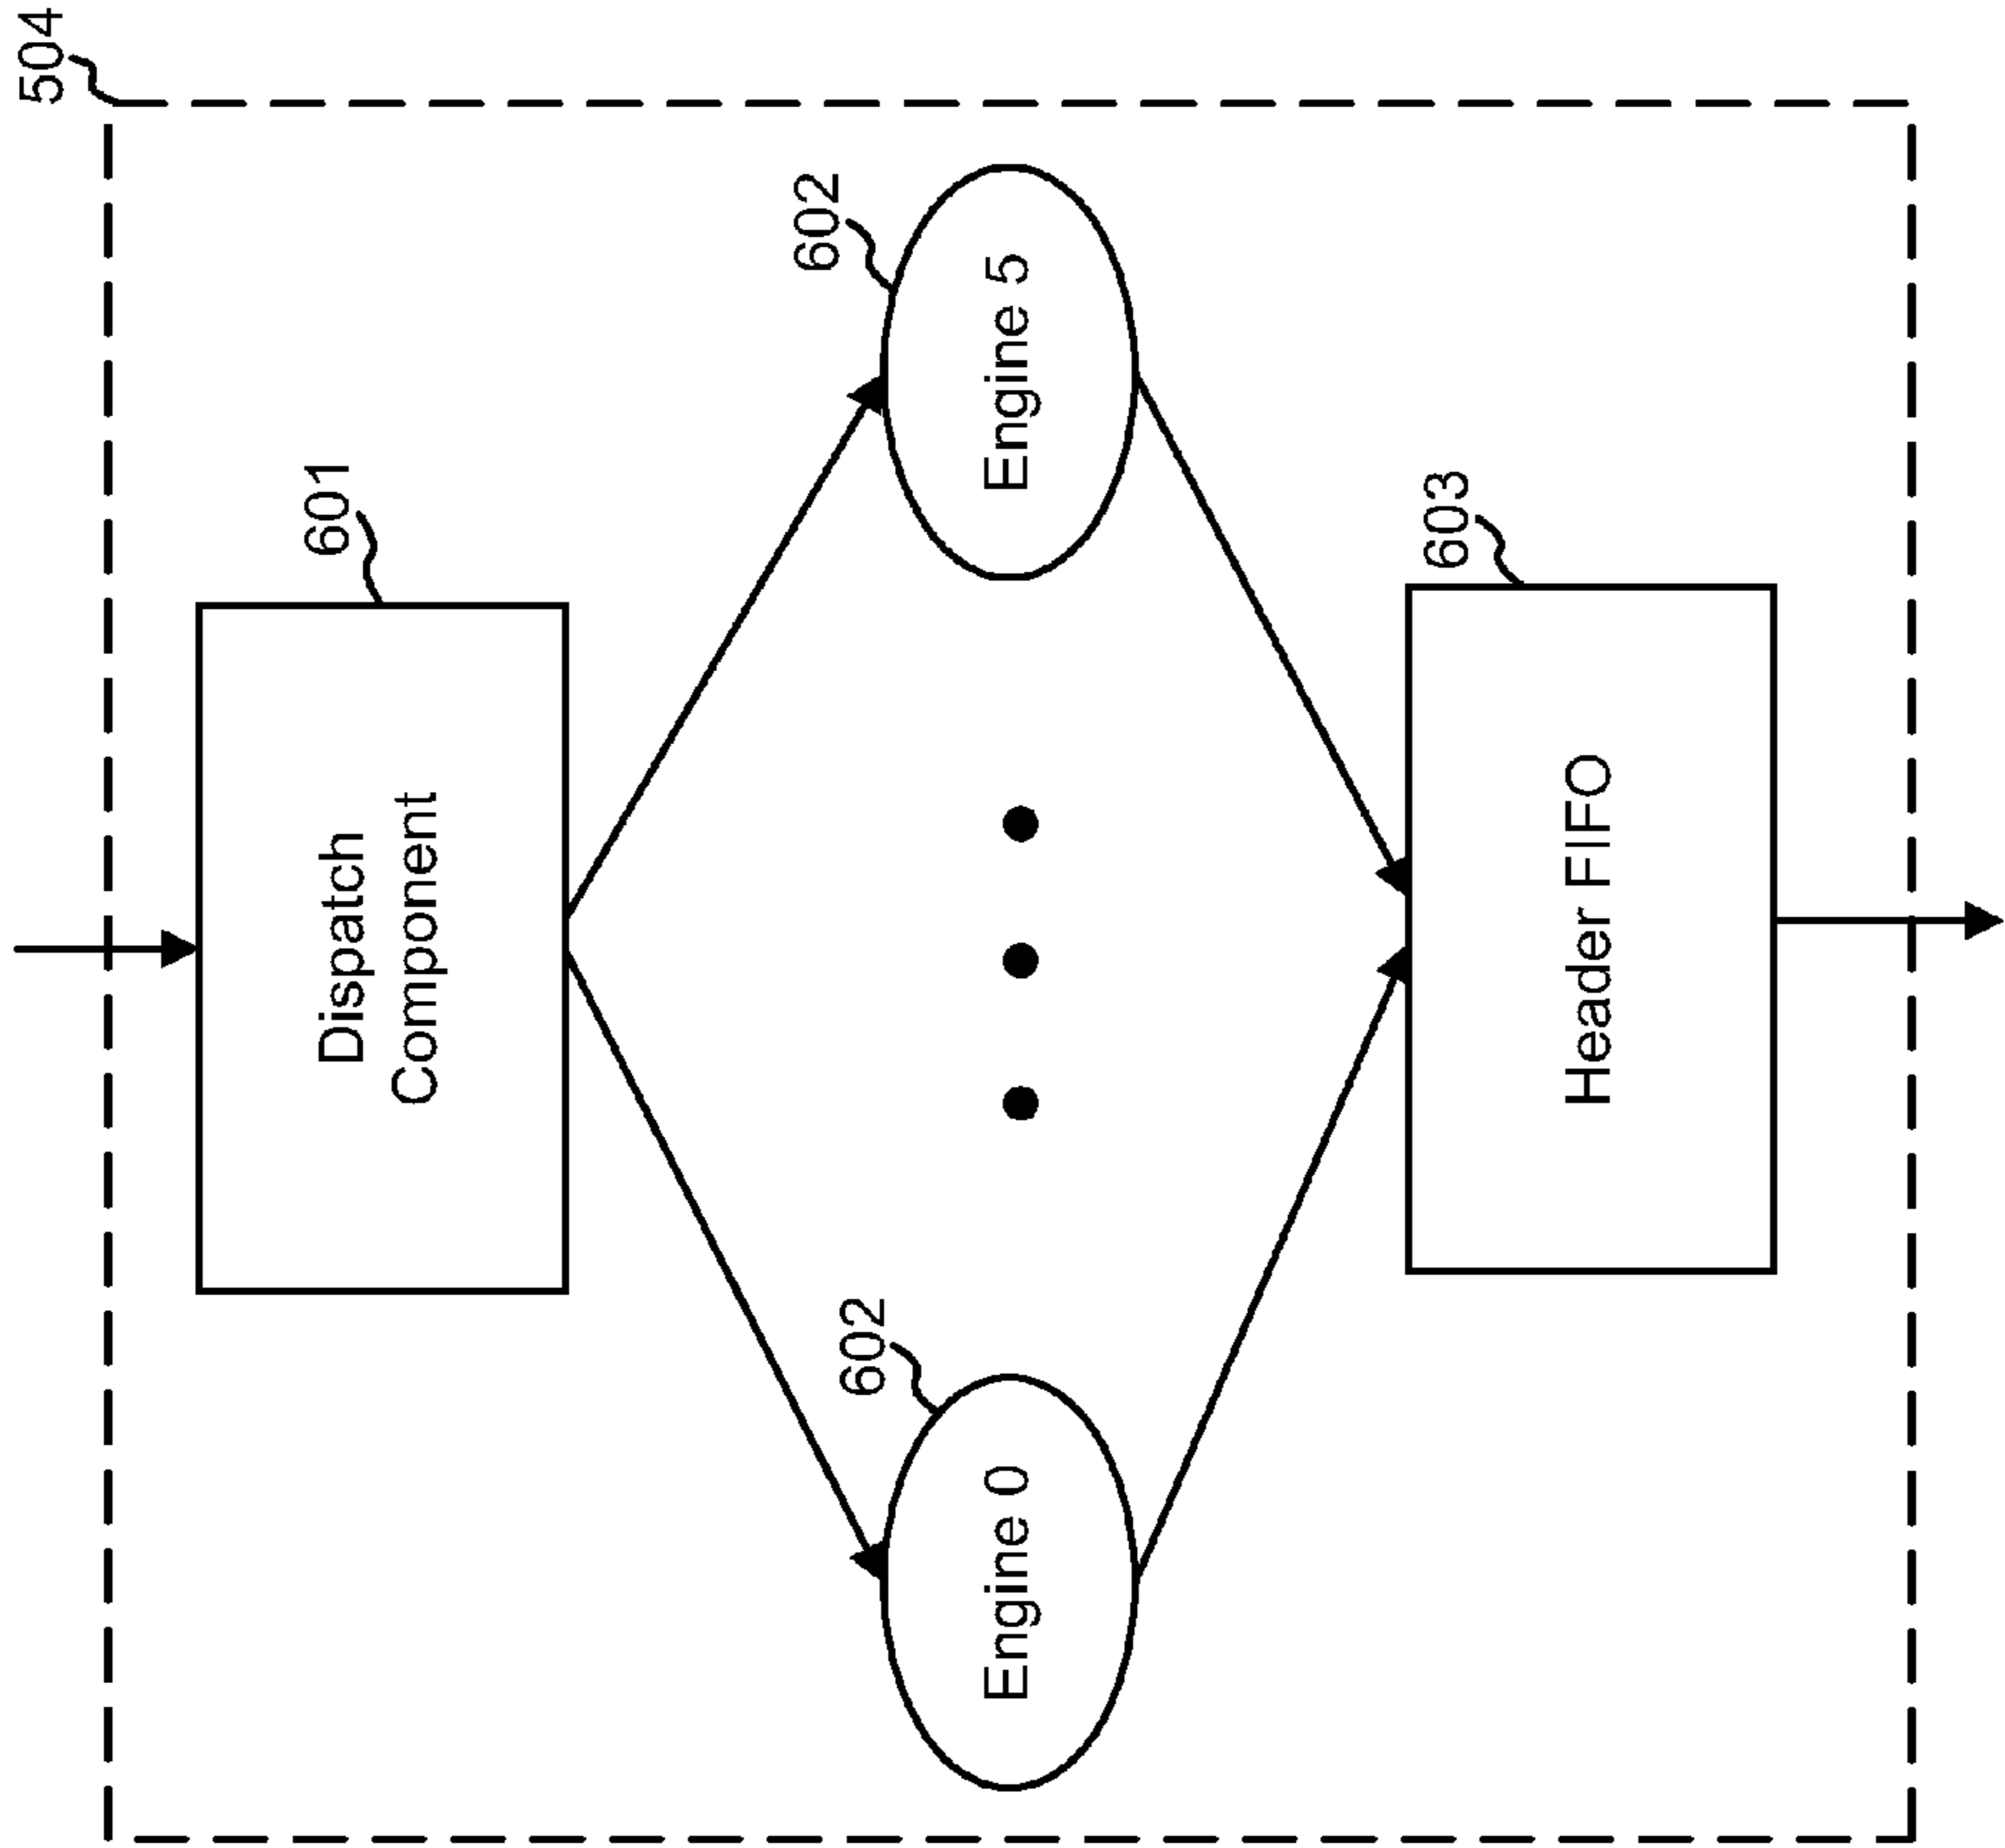 504
601
Dispatch
Component
602
Engine 0
602
Engine 5
603
Header FIFO